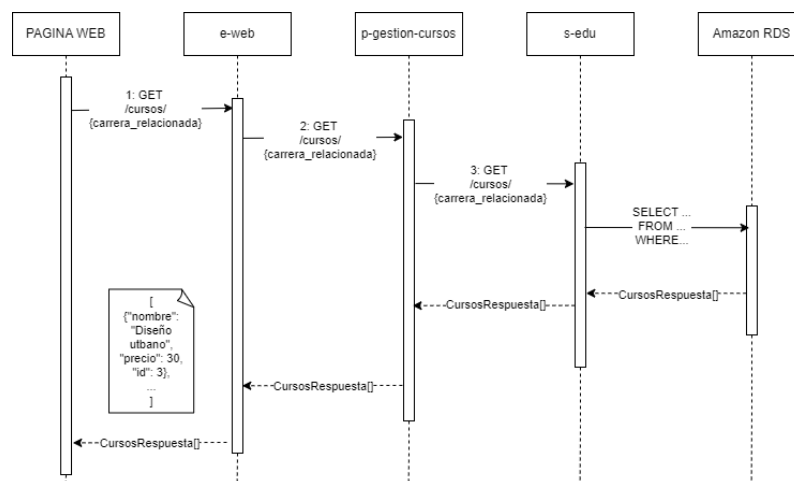 PAGINA WEB
e-web
p-gestion-cursos
s-edu
Amazon RDS
1: GET
/cursos/
{carrera_relacionada}
2: GET
/cursos/
{carrera_relacionada}
3: GET
/cursos/
{carrera_relacionada}
SELECT ...
FROM ...
WHERE...
CursosRespuesta[]
CursosRespuesta[]
[
{"nombre":
"Diseño
utbano",
"precio": 30,
"id": 3},
...
]
CursosRespuesta[]
CursosRespuesta[]